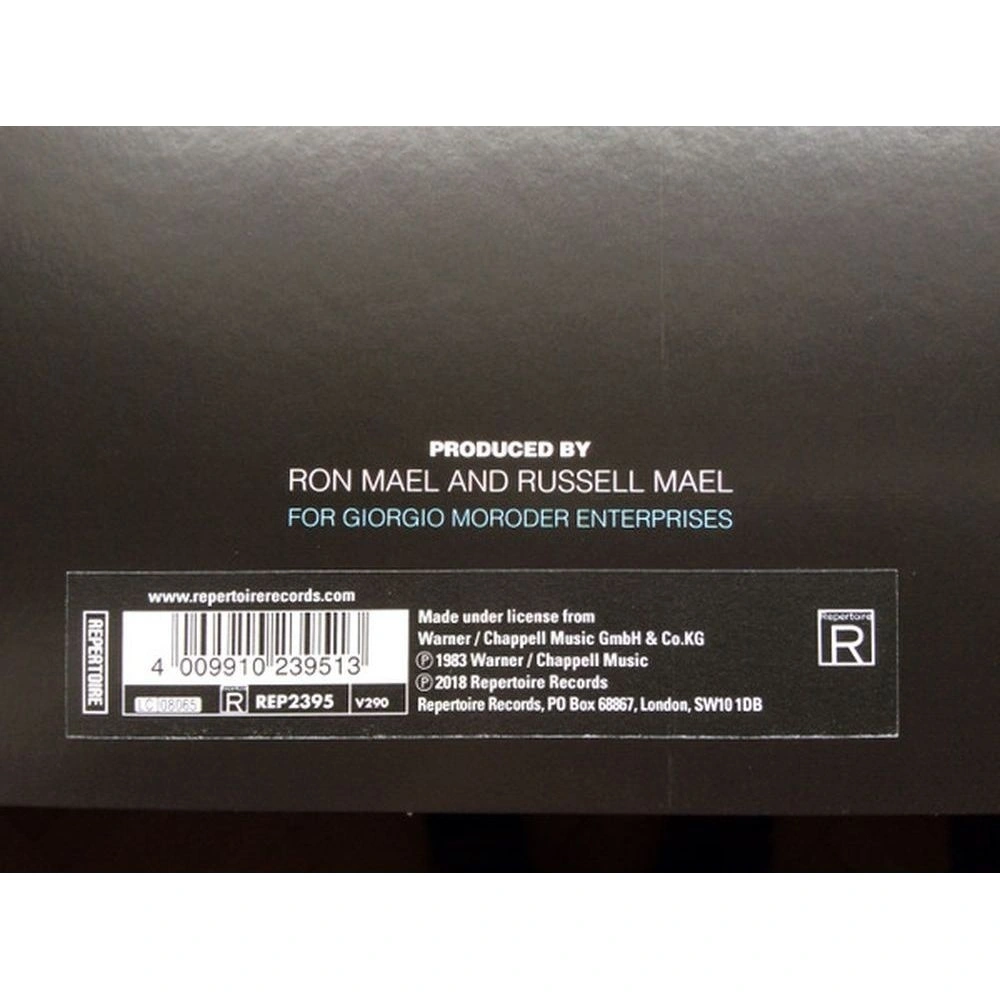 PRODUCED BY
RON MAEL AND RUSSELL MAEL
FOR GIORGIO MORODER ENTERPRISES
www.repertoirerecords.com
REPERTOIRE
4 009910 239513
LC 08065
Repertoire
R
REP2395
V290
Made under license from
Warner / Chappell Music GmbH & Co.KG
Ⓟ 1983 Warner / Chappell Music
Ⓟ 2018 Repertoire Records
Repertoire Records, PO Box 68867, London, SW10 1DB
Repertoire
R